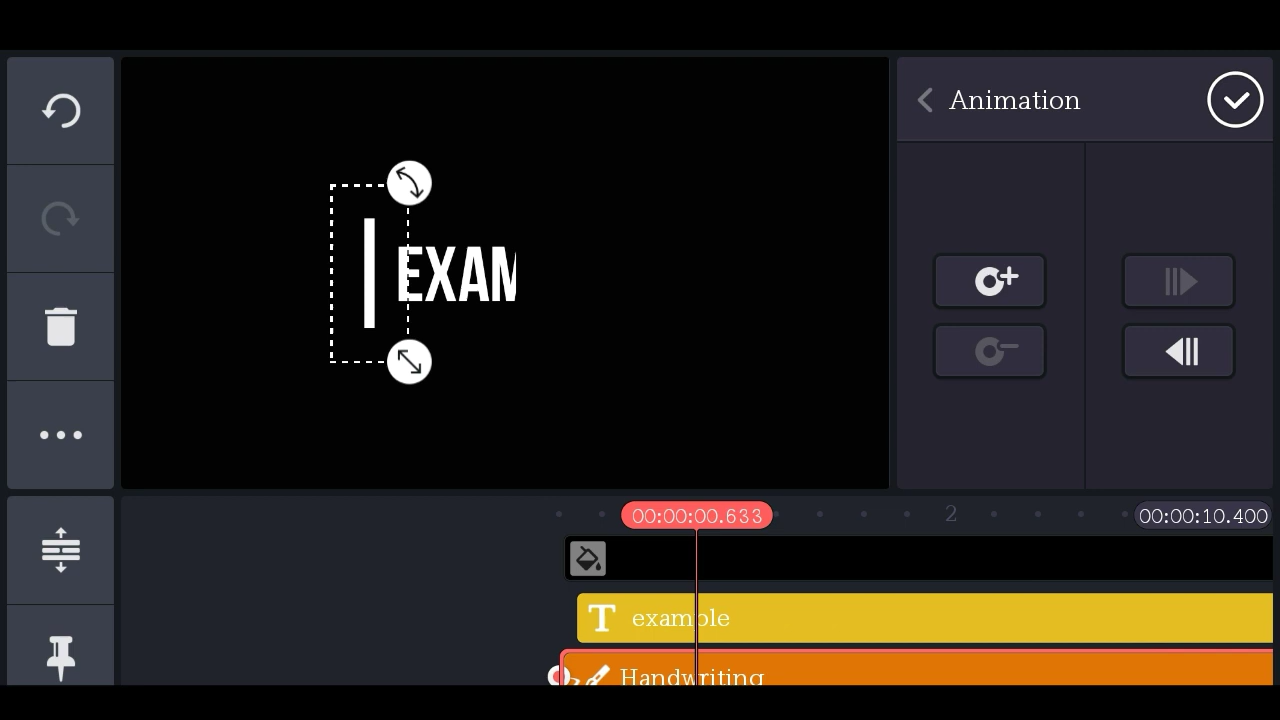 Animation
EXAM
00:00:00.633
2
00:00:10.400
T example
Handwriting